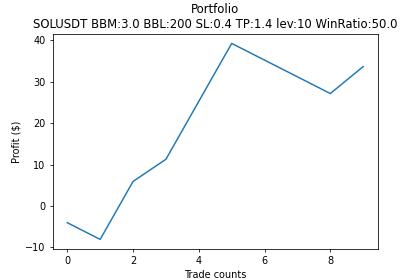 Portfolio
SOLUSDT BBM:3.0 BBL:200 SL:0.4 TP:1.4 lev:10 WinRatio:50.0
40
30
20
10
0
−10
Profit ($)
0 2 4 6 8
Trade counts